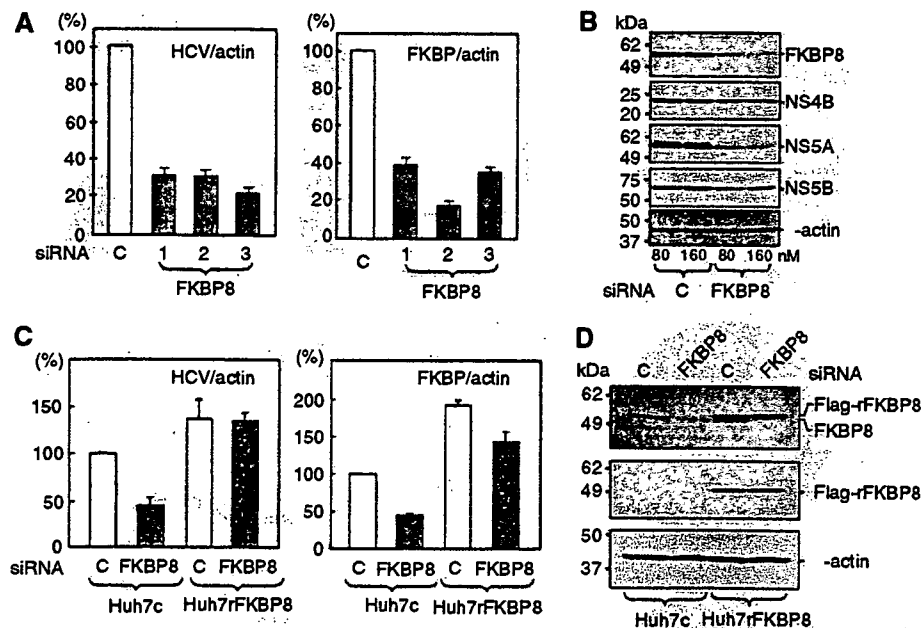 A
(%)
HCV/actin
100
80
60
40
20
0
siRNA C 1 2 3
FKBP8
(%)
FKBP/actin
100
80
60
40
20
0
C 1 2 3
FKBP8
B
kDa
62
49
FKBP8
25
20
NS4B
62
49
NS5A
75
50
NS5B
50
37
-actin
80 160 80 160 nM
siRNA C FKBP8
C
(%)
HCV/actin
150
100
50
0
siRNA C FKBP8 C FKBP8
Huh7c Huh7rFKBP8
(%)
FKBP/actin
200
150
100
50
0
C FKBP8 C FKBP8
Huh7c Huh7rFKBP8
D
kDa C FKBP8 C FKBP8 siRNA
62
49
Flag-rFKBP8
FKBP8
62
49
Flag-rFKBP8
50
37
-actin
Huh7c Huh7rFKBP8